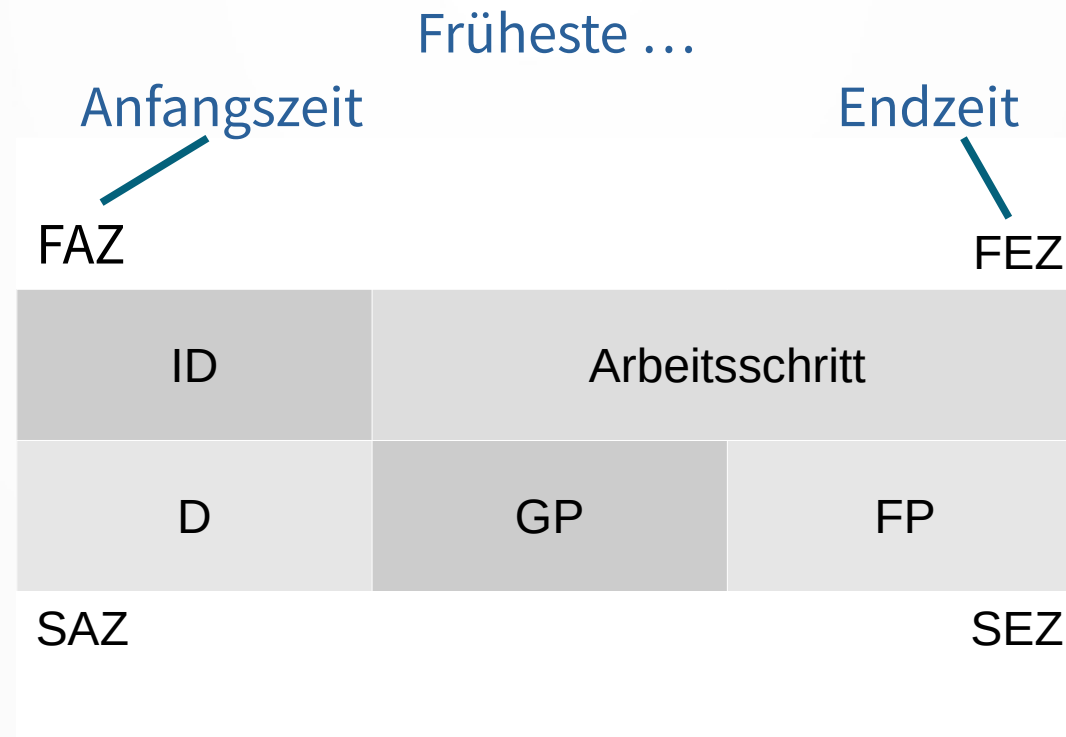 Früheste …
Anfangszeit Endzeit
FAZ FEZ
ID Arbeitsschritt
D GP FP
SAZ SEZ